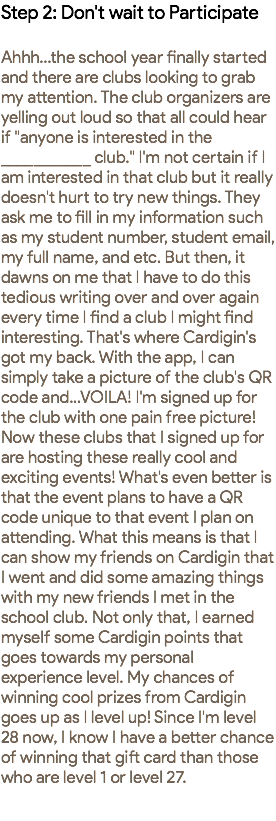 Step 2: Don't wait to Participate
Ahhh...the school year finally started
and there are clubs looking to grab
my attention. The club organizers are
yelling out loud so that all could hear
if "anyone is interested in the
___________ club." I'm not certain if I
am interested in that club but it really
doesn't hurt to try new things. They
ask me to fill in my information such
as my student number, student email,
my full name, and etc. But then, it
dawns on me that I have to do this
tedious writing over and over again
every time I find a club I might find
interesting. That's where Cardigin's
got my back. With the app, I can
simply take a picture of the club's QR
code and...VOILA! I'm signed up for
the club with one pain free picture!
Now these clubs that I signed up for
are hosting these really cool and
exciting events! What's even better is
that the event plans to have a QR
code unique to that event I plan on
attending. What this means is that I
can show my friends on Cardigin that
I went and did some amazing things
with my new friends I met in the
school club. Not only that, I earned
myself some Cardigin points that
goes towards my personal
experience level. My chances of
winning cool prizes from Cardigin
goes up as I level up! Since I'm level
28 now, I know I have a better chance
of winning that gift card than those
who are level 1 or level 27.